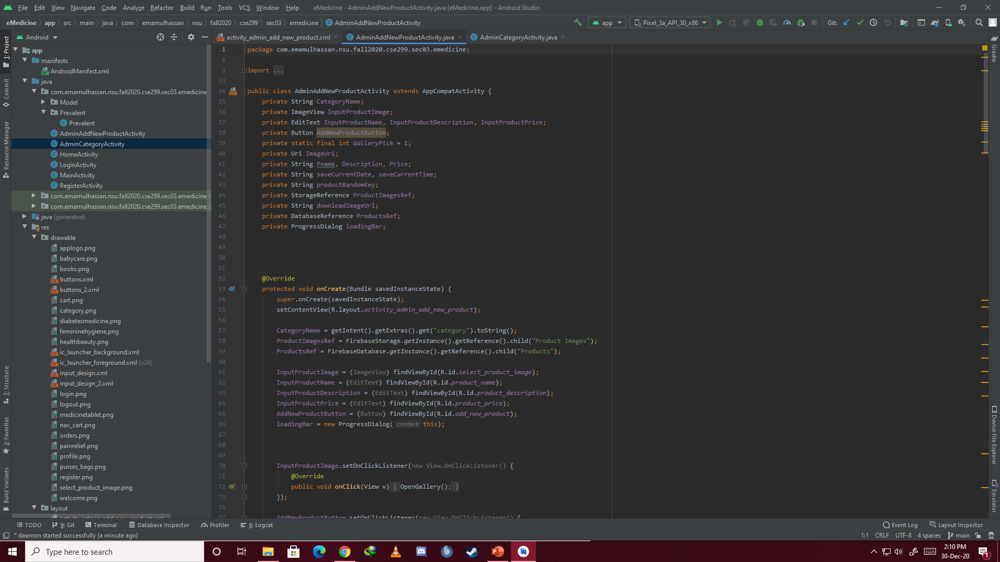 File Edit View Navigate Code Analyze Refactor Build Run Tools VCS Window Help eMedicine - AdminAddNewProductActivity.java [eMedicine.app] - Android Studio
eMedicine app src main java com emamulhassan nsu fall2020 cse299 sec03 emedicine AdminAddNewProductActivity app Pixel_3a_API_30_x86 Git:
Android activity_admin_add_new_product.xml AdminAddNewProductActivity.java AdminCategoryActivity.java
1: Project
Commit
Resource Manager
7: Structure
2: Favorites
Build Variants
app
manifests
AndroidManifest.xml
java
com.emamulhassan.nsu.fall2020.cse299.sec03.emedicine
Model
Prevalent
Prevalent
AdminAddNewProductActivity
AdminCategoryActivity
HomeActivity
LoginActivity
MainActivity
RegisterActivity
com.emamulhassan.nsu.fall2020.cse299.sec03.emedicine
com.emamulhassan.nsu.fall2020.cse299.sec03.emedicine
java (generated)
res
drawable
applogo.png
babycare.png
books.png
buttons.xml
buttons_2.xml
cart.png
category.png
diabetesmedicine.png
femininehygiene.png
healthbeauty.png
ic_launcher_background.xml
ic_launcher_foreground.xml (v24)
input_design.xml
input_design_2.xml
login.png
logout.png
medicinetablet.png
nav_cart.png
orders.png
painrelief.png
profile.png
purses_bags.png
register.png
select_product_image.png
welcome.png
layout
activity_admin_add_new_product.xml
1 package com.emamulhassan.nsu.fall2020.cse299.sec03.emedicine;
2
3 import ...
33
34 public class AdminAddNewProductActivity extends AppCompatActivity {
35 private String CategoryName;
36 private ImageView InputProductImage;
37 private EditText InputProductName, InputProductDescription, InputProductPrice;
38 private Button AddNewProductButton;
39 private static final int GalleryPick = 1;
40 private Uri ImageUri;
41 private String Pname, Description, Price;
42 private String saveCurrentDate, saveCurrentTime;
43 private String productRandomKey;
44 private StorageReference ProductImagesRef;
45 private String downloadImageUrl;
46 private DatabaseReference ProductsRef;
47 private ProgressDialog loadingBar;
48
49
50
51
52 @Override
53 protected void onCreate(Bundle savedInstanceState) {
54 super.onCreate(savedInstanceState);
55 setContentView(R.layout.activity_admin_add_new_product);
56
57 CategoryName = getIntent().getExtras().get("category").toString();
58 ProductImagesRef = FirebaseStorage.getInstance().getReference().child("Product Images");
59 ProductsRef = FirebaseDatabase.getInstance().getReference().child("Products");
60
61 InputProductImage = (ImageView) findViewById(R.id.select_product_image);
62 InputProductName = (EditText) findViewById(R.id.product_name);
63 InputProductDescription = (EditText) findViewById(R.id.product_description);
64 InputProductPrice = (EditText) findViewById(R.id.product_price);
65 AddNewProductButton = (Button) findViewById(R.id.add_new_product);
66 loadingBar = new ProgressDialog( context: this);
67
68
69
70 InputProductImage.setOnClickListener(new View.OnClickListener() {
71 @Override
72 public void onClick(View v) { OpenGallery(); }
75 });
76
77 AddNewProductButton.setOnClickListener(new View.OnClickListener() {
Gradle
Device File Explorer
Emulator
TODO 9: Git Terminal Database Inspector Profiler 6: Logcat Event Log Layout Inspector
* daemon started successfully (a minute ago) 1:1 CRLF UTF-8 4 spaces main
Type here to search
2:10 PM
30-Dec-20
1